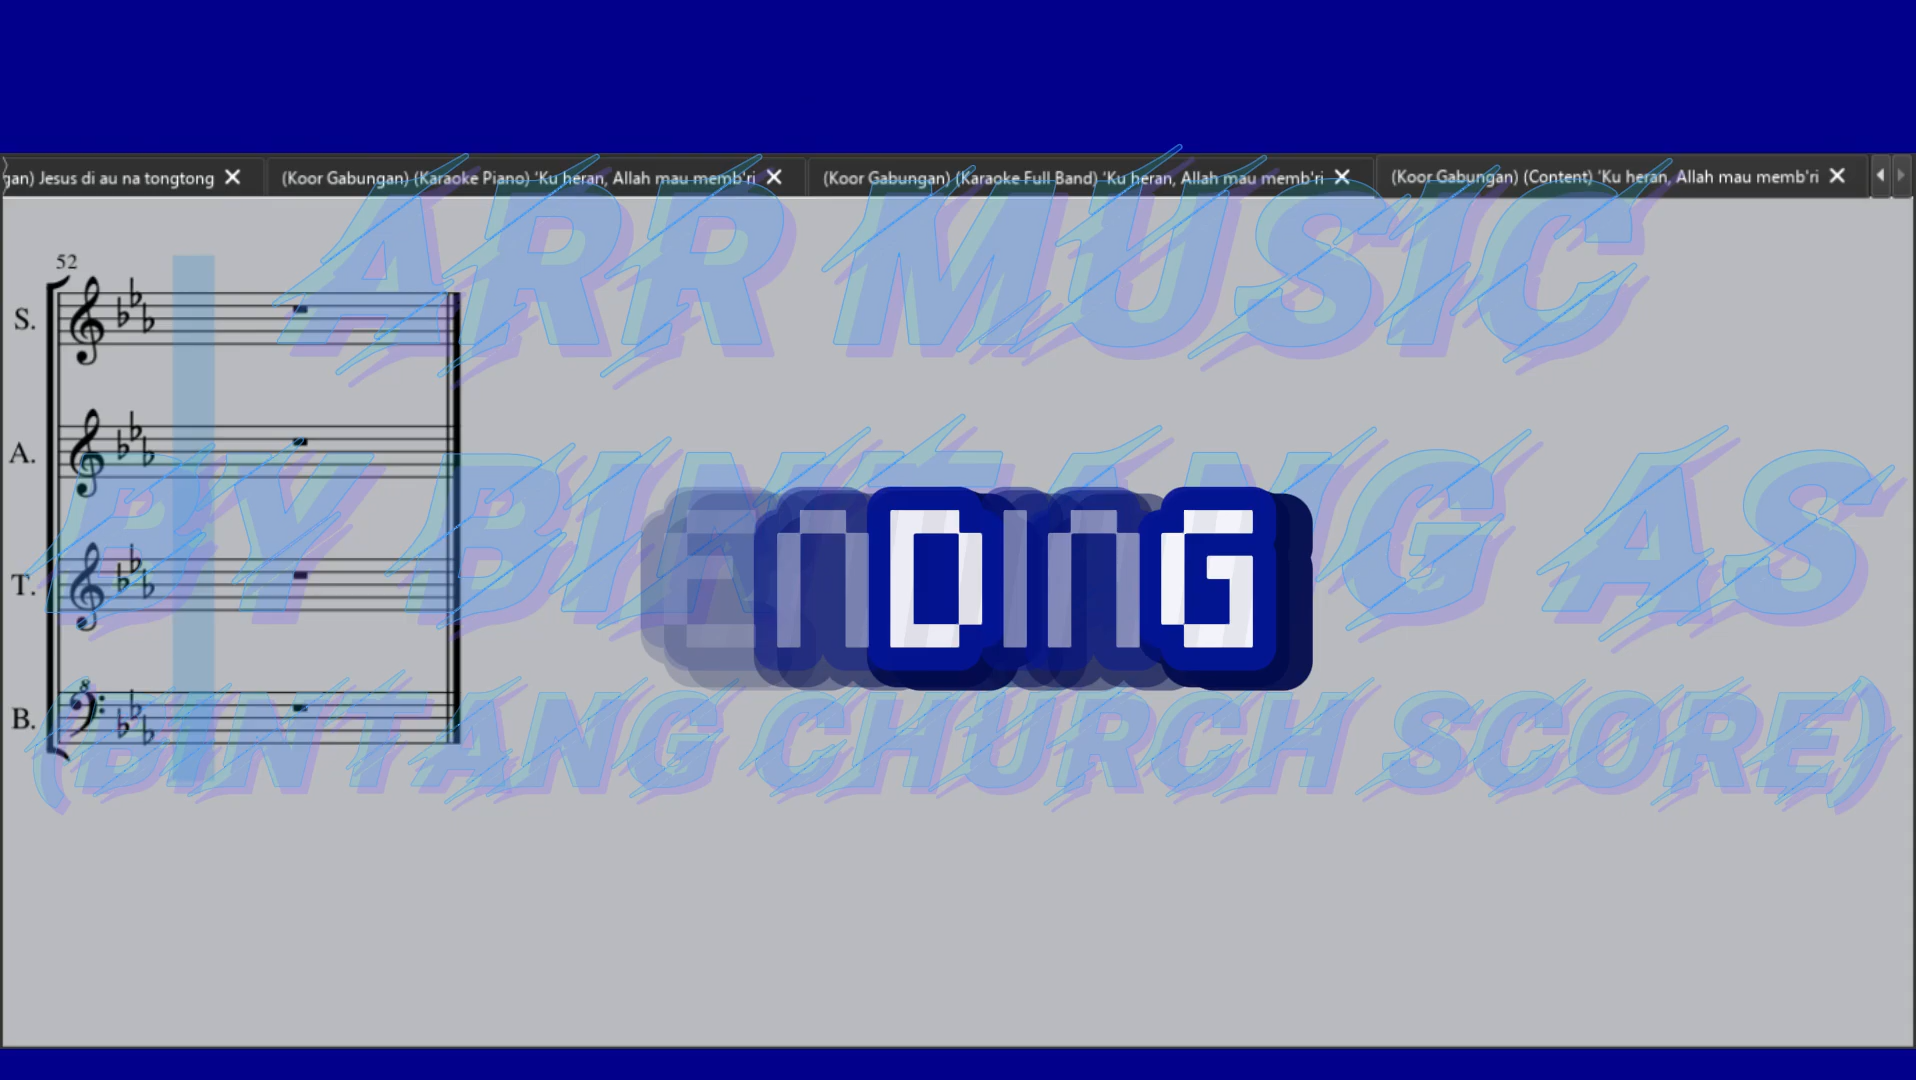 gan) Jesus di au na tongtong
(Koor Gabungan) (Karaoke Piano) 'Ku heran, Allah mau memb'ri
(Koor Gabungan) (Karaoke Full Band) 'Ku heran, Allah mau memb'ri
(Koor Gabungan) (Content) 'Ku heran, Allah mau memb'ri
ARR MUSIC
52
S.
A.
BY BINTANG AS
EnDInG
T.
8
B.
(BINTANG CHURCH SCORE)